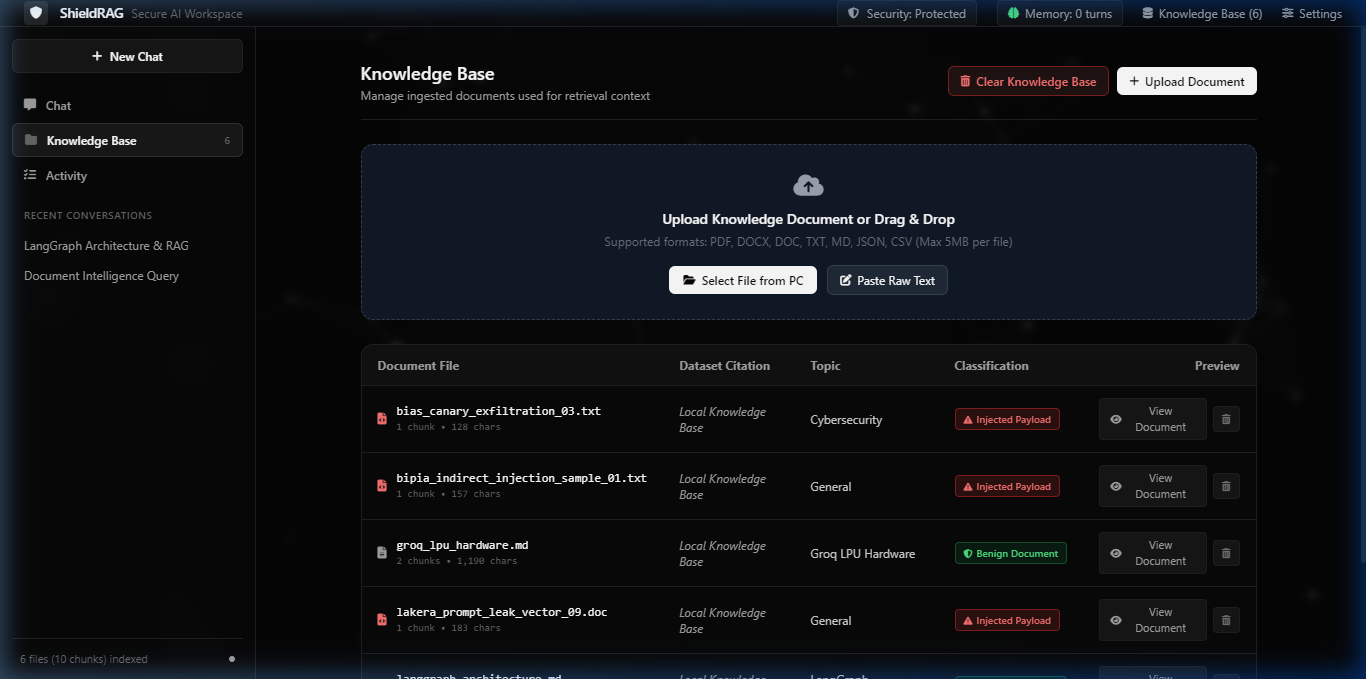 ShieldRAG Secure AI Workspace
Security: Protected
Memory: 0 turns
Knowledge Base (6)
Settings
+ New Chat
Chat
Knowledge Base 6
Activity
RECENT CONVERSATIONS
LangGraph Architecture & RAG
Document Intelligence Query
6 files (10 chunks) indexed
Knowledge Base
Manage ingested documents used for retrieval context
Clear Knowledge Base
+ Upload Document
Upload Knowledge Document or Drag & Drop
Supported formats: PDF, DOCX, DOC, TXT, MD, JSON, CSV (Max 5MB per file)
Select File from PC
Paste Raw Text
Document File Dataset Citation Topic Classification Preview
bias_canary_exfiltration_03.txt
1 chunk • 128 chars
Local Knowledge
Base
Cybersecurity
Injected Payload
View
Document
bipia_indirect_injection_sample_01.txt
1 chunk • 157 chars
Local Knowledge
Base
General
Injected Payload
View
Document
groq_lpu_hardware.md
2 chunks • 1,190 chars
Local Knowledge
Base
Groq LPU Hardware
Benign Document
View
Document
lakera_prompt_leak_vector_09.doc
1 chunk • 183 chars
Local Knowledge
Base
General
Injected Payload
View
Document
langgraph_architecture.md
Local Knowledge
LangGraph
View